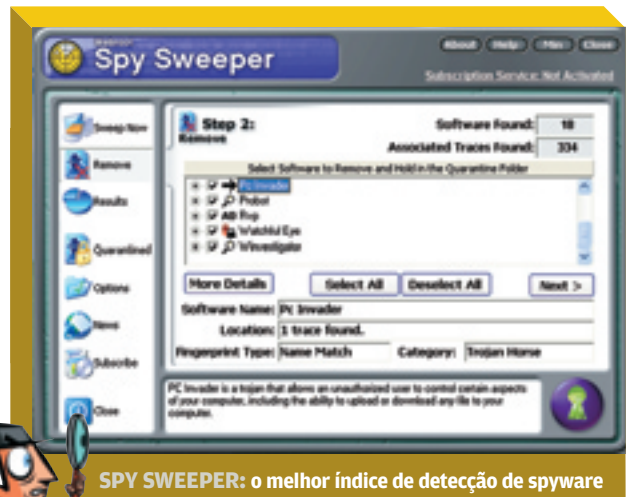 Spy Sweeper
About Help Min Close
Subscription Service: Not Activated
Sweep Now
Remove
Results
Quarantined
Options
News
Subscribe
Close
Step 2:
Remove
Software Found: 18
Associated Traces Found: 334
Select Software to Remove and Hold in the Quarantine Folder
Pc Invader
Probot
AD Rvp
Watchful Eye
Winvestigator
More Details Select All Deselect All Next >
Software Name: Pc Invader
Location: 1 trace found.
Fingerprint Type: Name Match Category: Trojan Horse
PC Invader is a trojan that allows an unauthorized user to control certain aspects
of your computer, including the ability to upload or download any file to your
computer.
SPY SWEEPER: o melhor índice de detecção de spyware